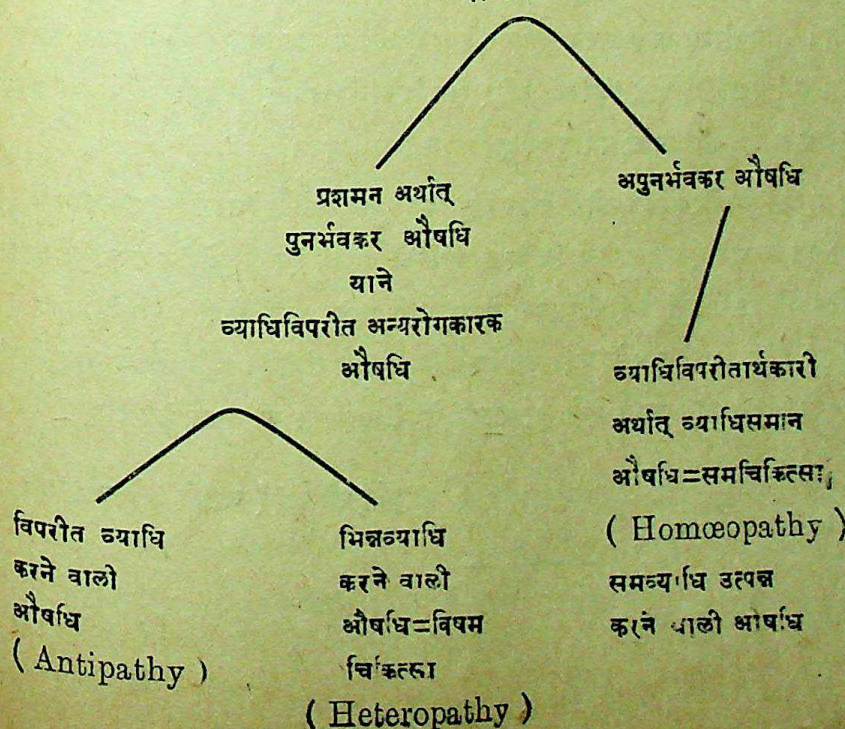 प्रशमन अर्थात्
पुनर्भवकर औषधि
याने
व्याधिविपरीत अन्यरोगकारक
औषधि
अपुनर्भवकर औषधि
विपरीत व्याधि
करने वाली
औषधि
( Antipathy )
भिन्नव्याधि
करने वाली
औषधि=विषम
चिकित्सा
( Heteropathy )
व्याधिविपरीतार्थकारी
अर्थात् व्याधिसमान
औषधि=समचिकित्सा,
( Homœopathy )
समव्याधि उत्पन्न
करने वाली औषधि